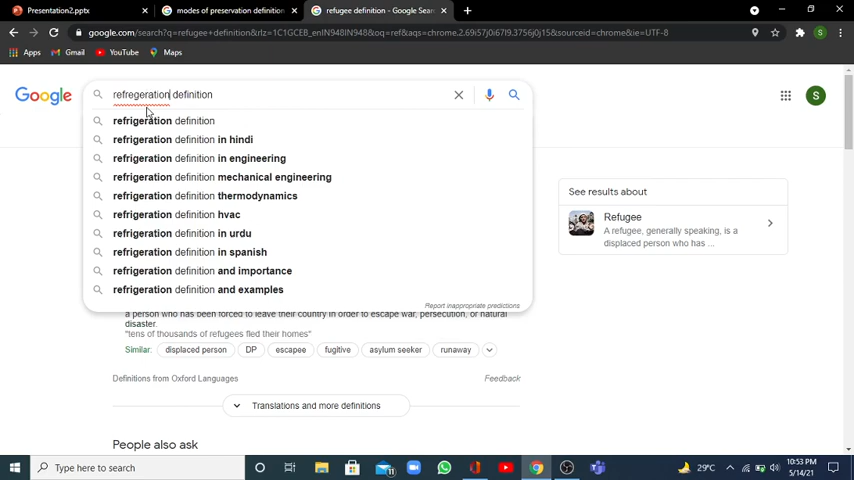 Presentation2.pptx
modes of preservation definition
refugee definition - Google Sear
google.com/search?q=refugee+definition&rlz=1C1GCEB_enIN948IN948&oq=ref&aqs=chrome.2.69i57j0i67l9.3756j0j15&sourceid=chrome&ie=UTF-8
Apps Gmail YouTube Maps
Google
refregeration definition
S
refrigeration definition
refrigeration definition in hindi
refrigeration definition in engineering
refrigeration definition mechanical engineering
refrigeration definition thermodynamics
refrigeration definition hvac
refrigeration definition in urdu
refrigeration definition in spanish
refrigeration definition and importance
refrigeration definition and examples
Report inappropriate predictions
See results about
Refugee
A refugee, generally speaking, is a
displaced person who has ...
a person who has been forced to leave their country in order to escape war, persecution, or natural
disaster.
"tens of thousands of refugees fled their homes"
Similar: displaced person DP escapee fugitive asylum seeker runaway
Definitions from Oxford Languages
Feedback
Translations and more definitions
People also ask
Type here to search
11
29°C
10:53 PM
5/14/21